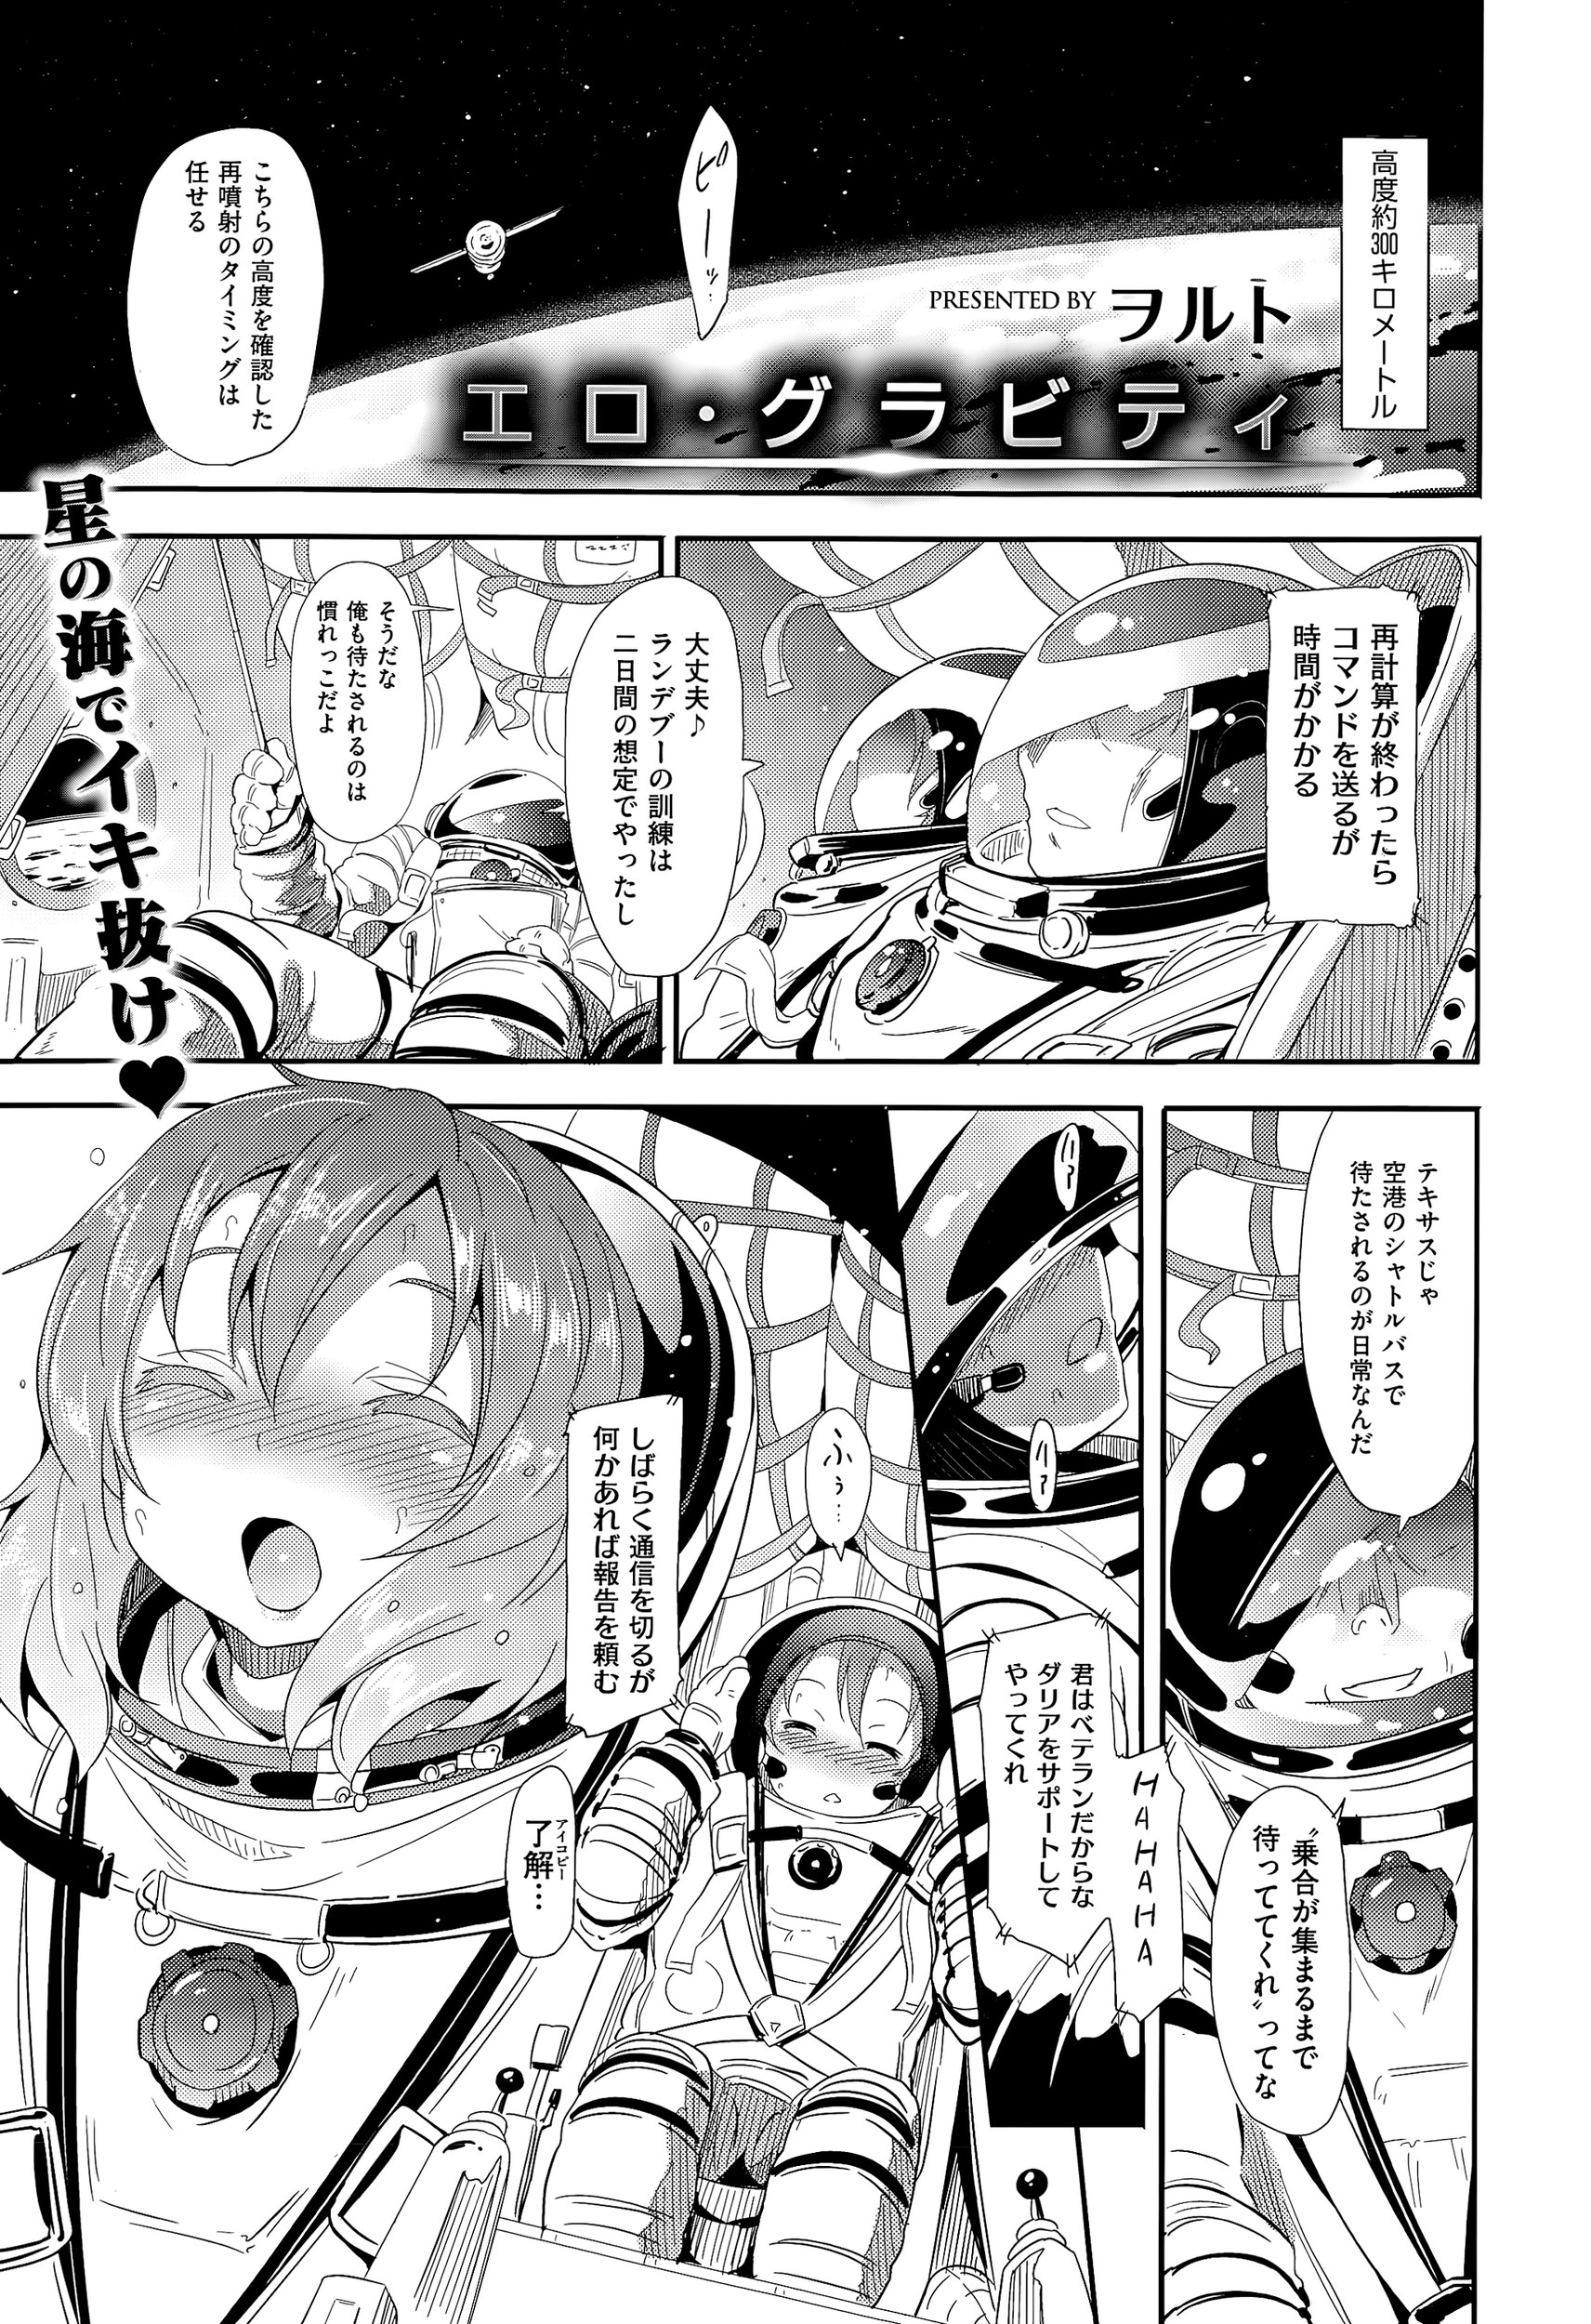 高度約300キロメートル
PRESENTED BY ヲルト
エロ・グラビティ
ピーッ…
こちらの高度を確認した
再噴射のタイミングは
任せる
星の海でイキ抜け♥
再計算が終わったら
コマンドを送るが
時間がかかる
大丈夫♪
ランデブーの訓練は
二日間の想定でやったし
そうだな
俺も待たされるのは
慣れっこだよ
テキサスじゃ
空港のシャトルバスで
待たされるのが日常なんだ
〝乗合が集まるまで
待っててくれ〟ってな
HAHAHA
君はベテランだからな
ダリアをサポートして
やってくれ
ふぅ…
しばらく通信を切るが
何かあれば報告を頼む
アイコピー
了解…